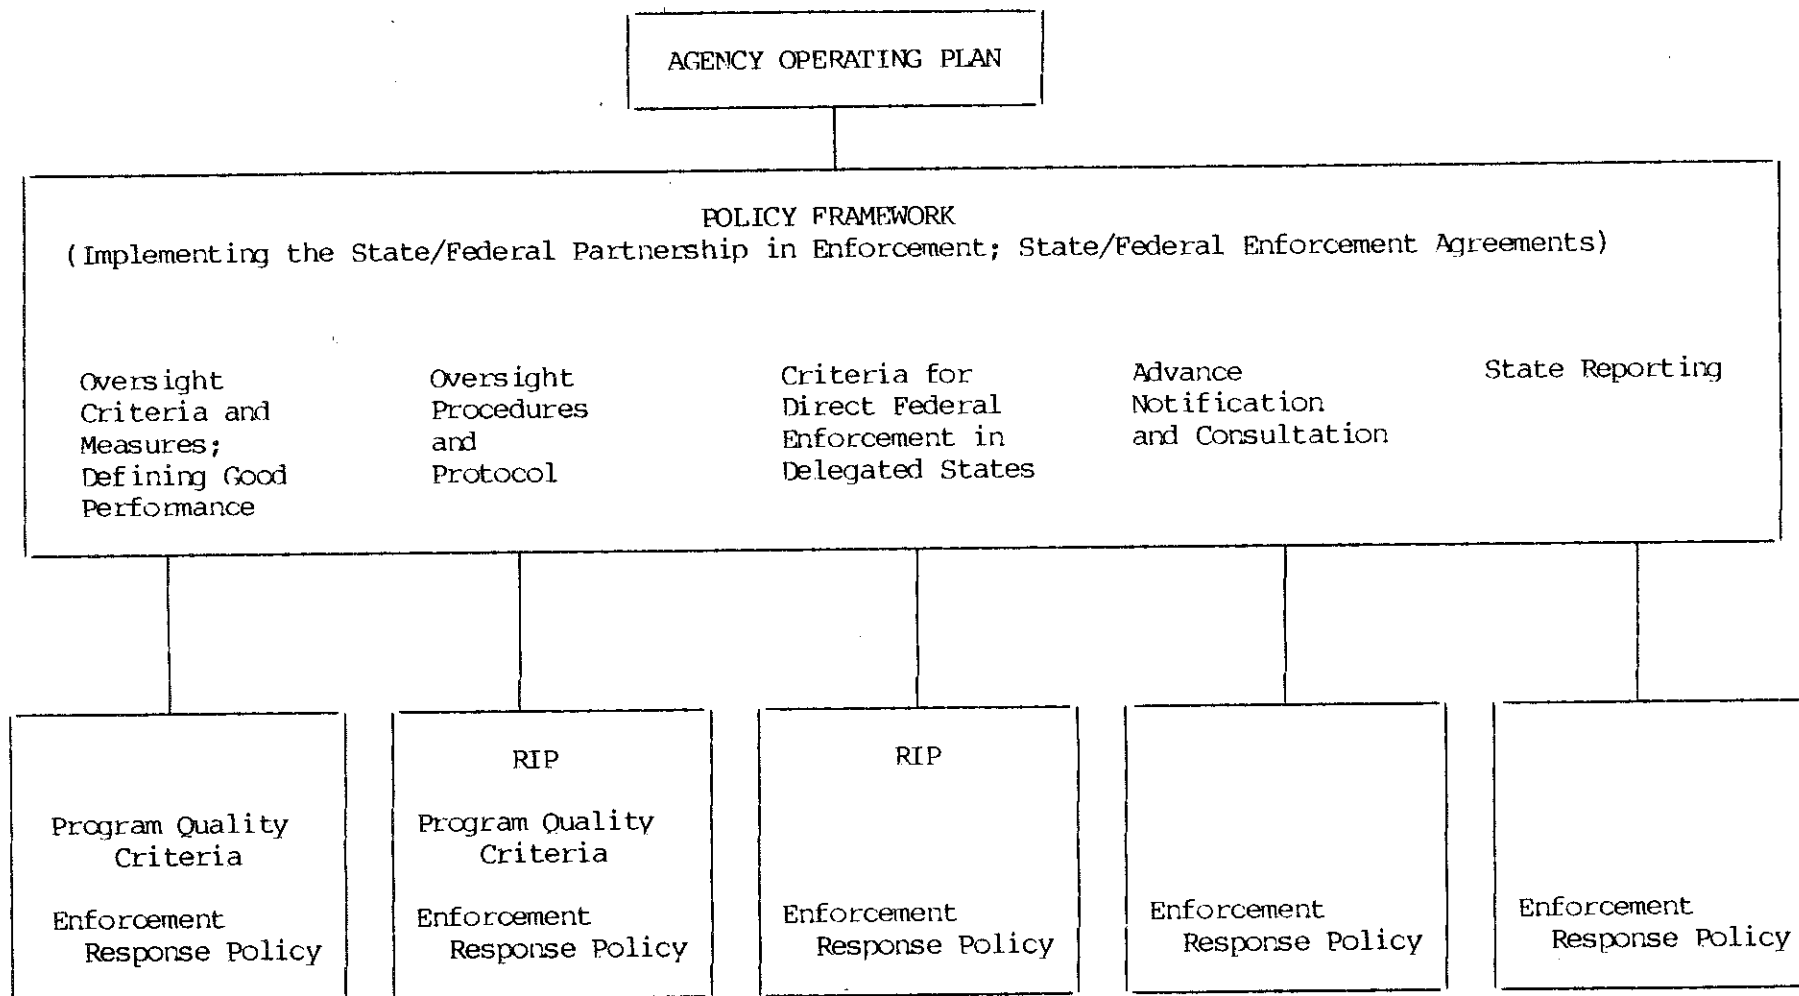 AGENCY OPERATING PLAN
POLICY FRAMEWORK
(Implementing the State/Federal Partnership in Enforcement; State/Federal Enforcement Agreements)
Oversight
Criteria and
Measures;
Defining Good
Performance
Oversight
Procedures
and
Protocol
Criteria for
Direct Federal
Enforcement in
Delegated States
Advance
Notification
and Consultation
State Reporting
Program Quality
Criteria
Enforcement
Response Policy
RIP
Program Quality
Criteria
Enforcement
Response Policy
RIP
Enforcement
Response Policy
Enforcement
Response Policy
Enforcement
Response Policy